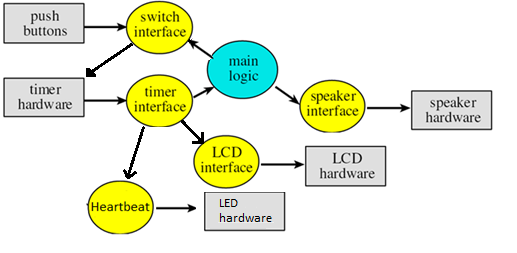 push
buttons
switch
interface
main
logic
timer
hardware
timer
interface
speaker
interface
speaker
hardware
LCD
interface
LCD
hardware
Heartbeat
LED
hardware